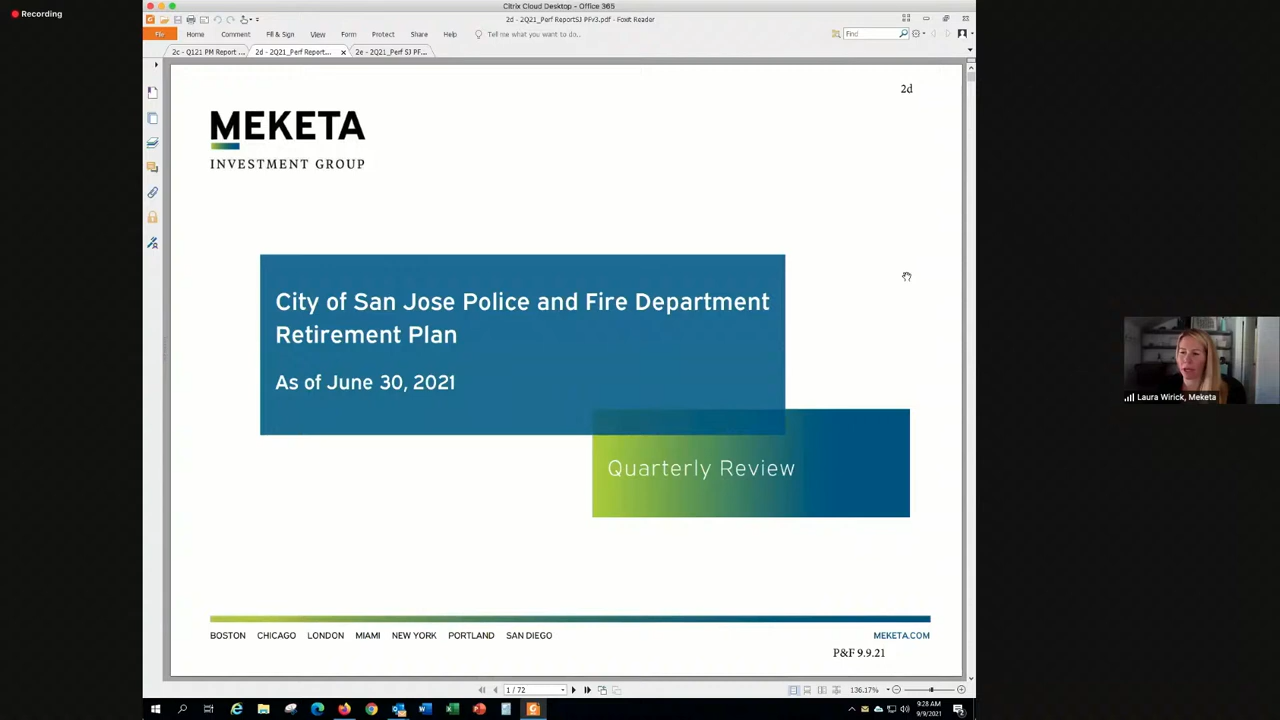 Recording
Citrix Cloud Desktop - Office 365
2d - 2Q21_Perf ReportSJ PFv3.pdf - Foxit Reader
File
Home
Comment
Fill & Sign
View
Form
Protect
Share
Help
Tell me what you want to do..
Find
2c - Q121 PM Report ...
2d - 2Q21_Perf Report...
2e - 2Q21_Perf SJ PF...
2d
MEKETA
INVESTMENT GROUP
City of San Jose Police and Fire Department
Retirement Plan
As of June 30, 2021
Quarterly Review
Laura Wirick, Meketa
BOSTON CHICAGO LONDON MIAMI NEW YORK PORTLAND SAN DIEGO
MEKETA.COM
P&F 9.9.21
1 / 72
136.17%
9:28 AM
9/9/2021